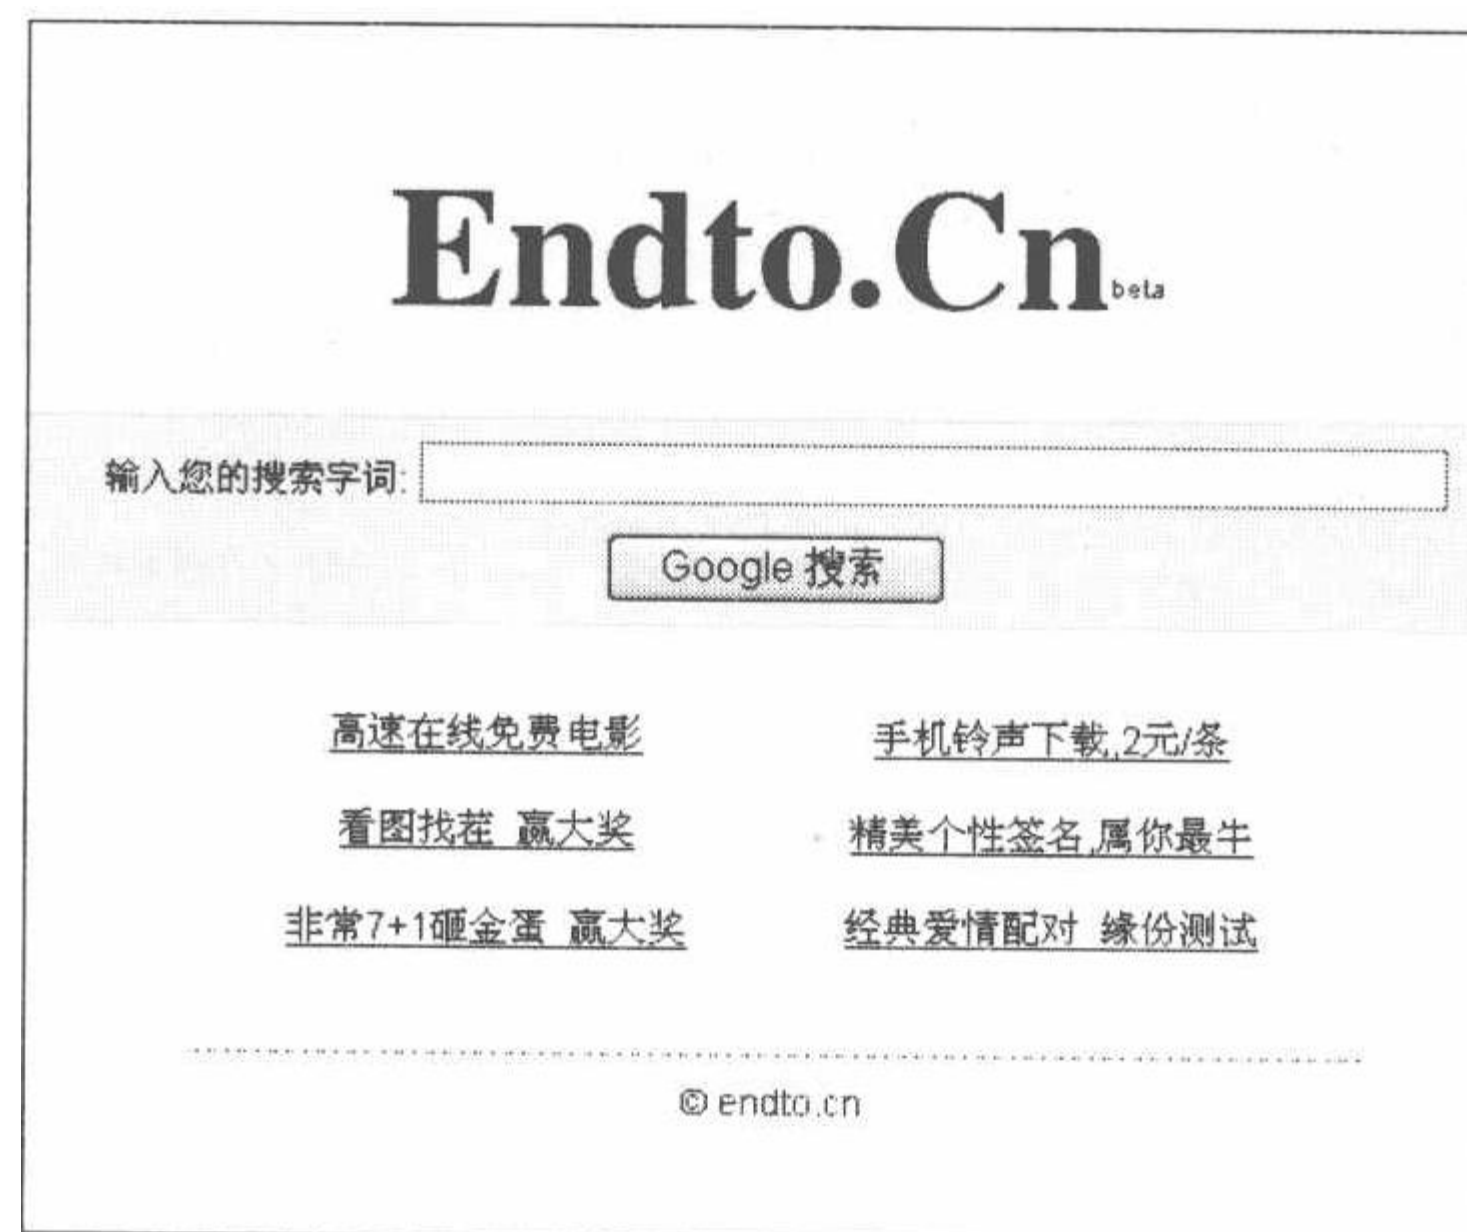 Endto.Cn beta
输入您的搜索字词:
Google 搜索
高速在线免费电影 手机铃声下载,2元/条
看图找茬 赢大奖 精美个性签名,属你最牛
非常7+1砸金蛋 赢大奖 经典爱情配对 缘份测试
© endto.cn